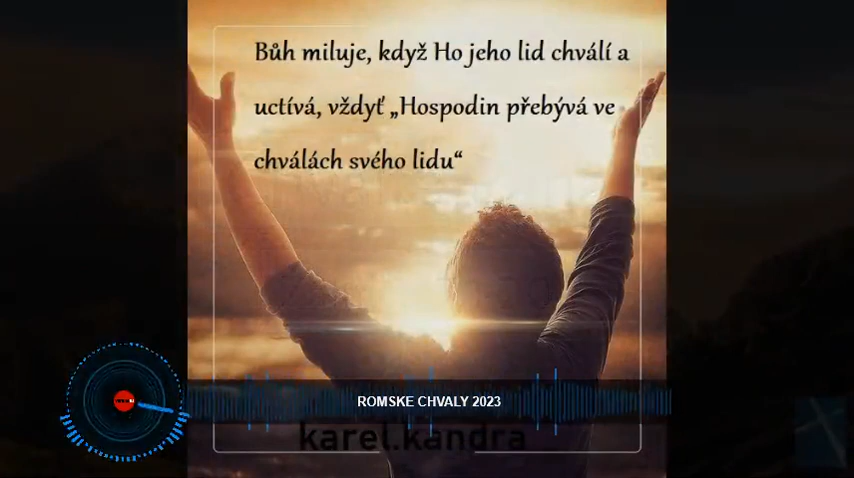 Bůh miluje, když Ho jeho lid chválí a
uctívá, vždyť „Hospodin přebývá ve
chválách svého lidu“
ROMSKE CHVALY 2023
karel.kandra